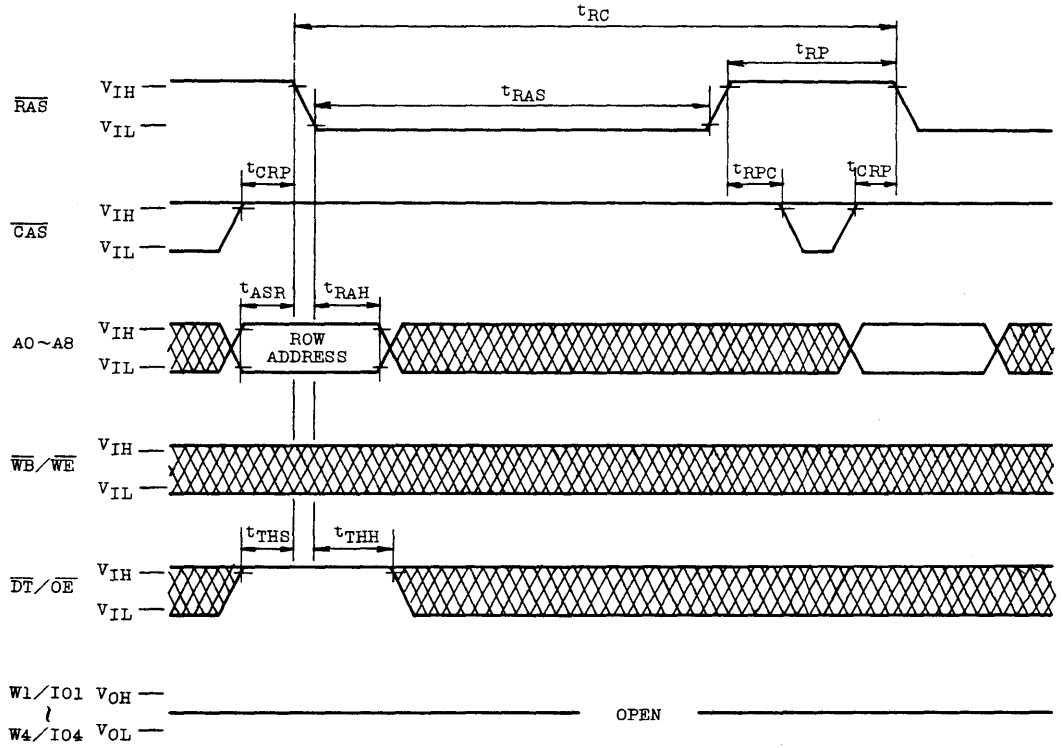 tRC
tRP
RAS VIH VIL tRAS
tCRP tRPC tCRP
CAS VIH VIL
tASR tRAH
A0~A8 VIH VIL ROW ADDRESS
WB/WE VIH VIL
tTHS tTHH
DT/OE VIH VIL
W1/IO1 VOH
~ OPEN
W4/IO4 VOL